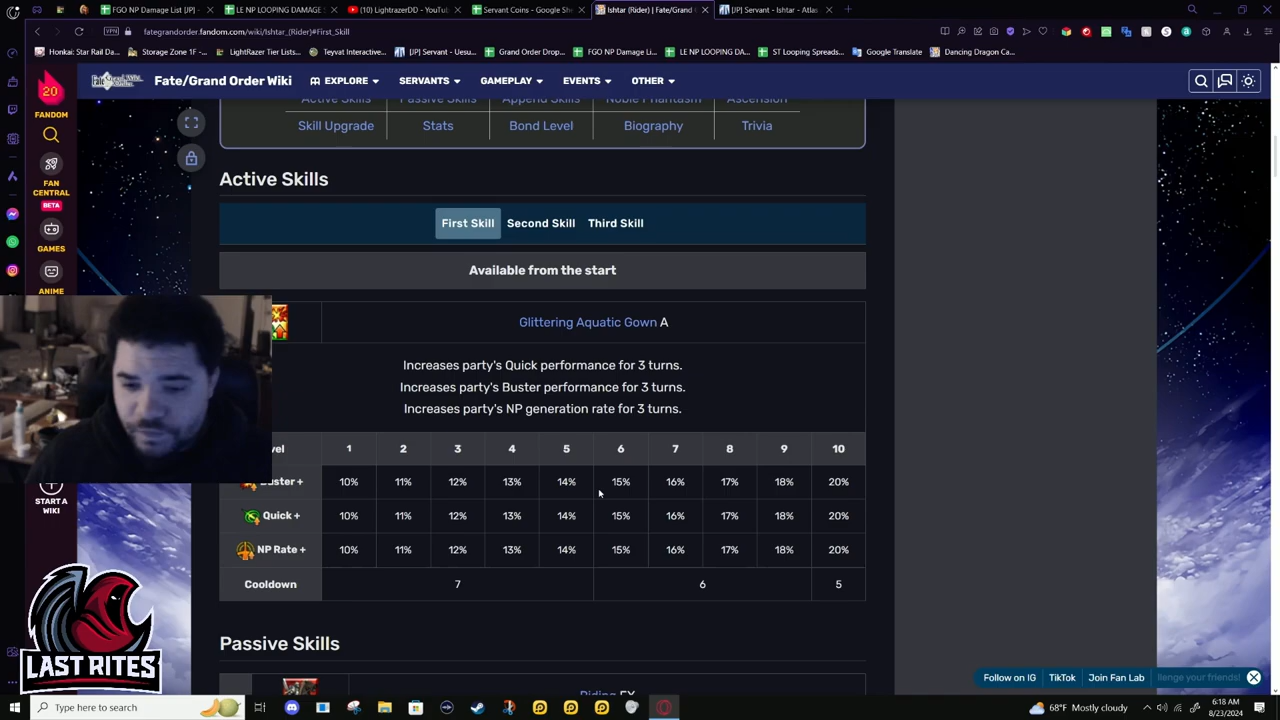 FGO NP Damage List [JP] -
LE NP LOOPING DAMAGE
(10) LightrazerDD - YouTub
Servant Coins - Google She
Ishtar (Rider) | Fate/Grand
[JP] Servant - Atlas
VPN
fategrandorder.fandom.com/wiki/Ishtar_(Rider)#First_Skill
Honkai: Star Rail Da...
Storage Zone 1F -...
LightRazer Tier Lists...
Teyvat Interactive...
[JP] Servant - Uesu...
Grand Order Drop...
FGO NP Damage Li...
LE NP LOOPING DA...
ST Looping Spreads...
Google Translate
Dancing Dragon Ca...
20
FANDOM
FAN CENTRAL
BETA
GAMES
ANIME
START A WIKI
Fate/Grand Order Wiki
EXPLORE
SERVANTS
GAMEPLAY
EVENTS
OTHER
Active Skills
Passive Skills
Append Skills
Noble Phantasm
Ascension
Skill Upgrade
Stats
Bond Level
Biography
Trivia
Active Skills
First Skill
Second Skill
Third Skill
Available from the start
Glittering Aquatic Gown A
Increases party's Quick performance for 3 turns.
Increases party's Buster performance for 3 turns.
Increases party's NP generation rate for 3 turns.
1 2 3 4 5 6 7 8 9 10
10% 11% 12% 13% 14% 15% 16% 17% 18% 20%
Quick + 10% 11% 12% 13% 14% 15% 16% 17% 18% 20%
NP Rate + 10% 11% 12% 13% 14% 15% 16% 17% 18% 20%
Cooldown 7 6 5
Passive Skills
Riding EX
LAST RITES
Find on IG
TikTok
Join Fan Lab
Type here to search
68°F Mostly cloudy
6:18 AM
8/23/2024